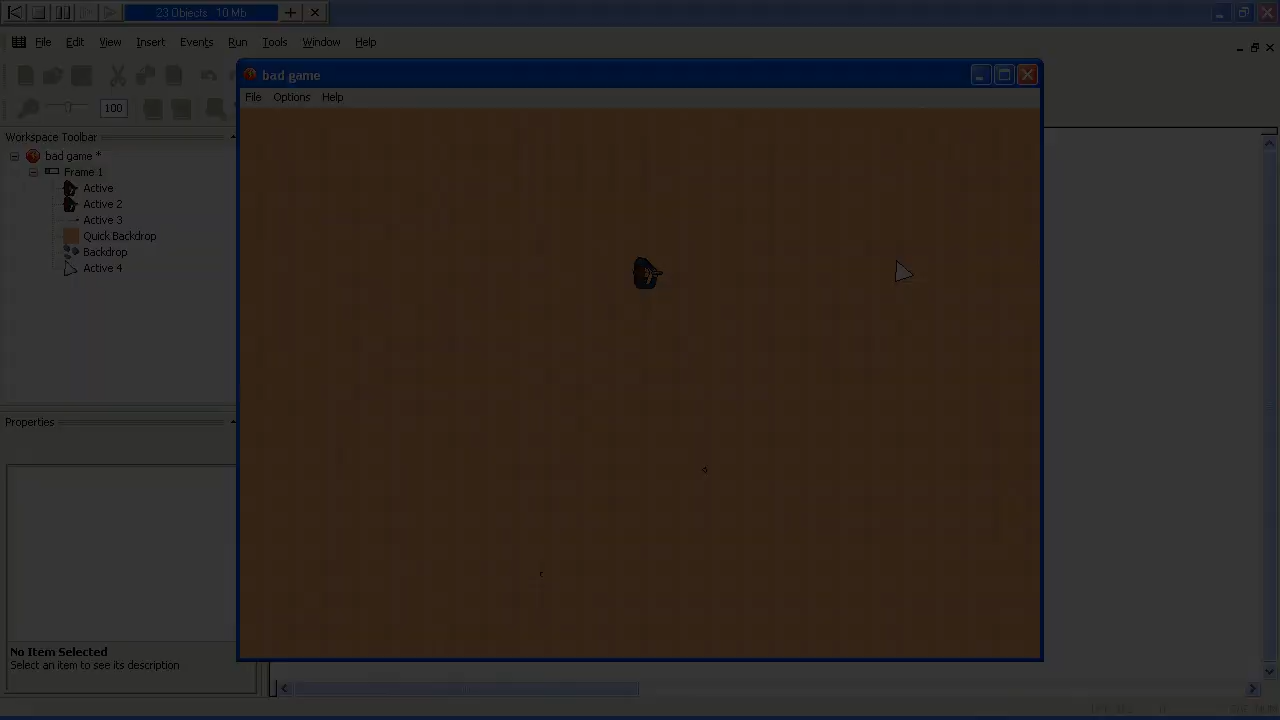 23 Objects 10 Mb
File Edit View Insert Events Run Tools Window Help
100
Workspace Toolbar
bad game *
Frame 1
Active
Active 2
Active 3
Quick Backdrop
Backdrop
Active 4
Properties
No Item Selected
Select an item to see its description
bad game
File Options Help